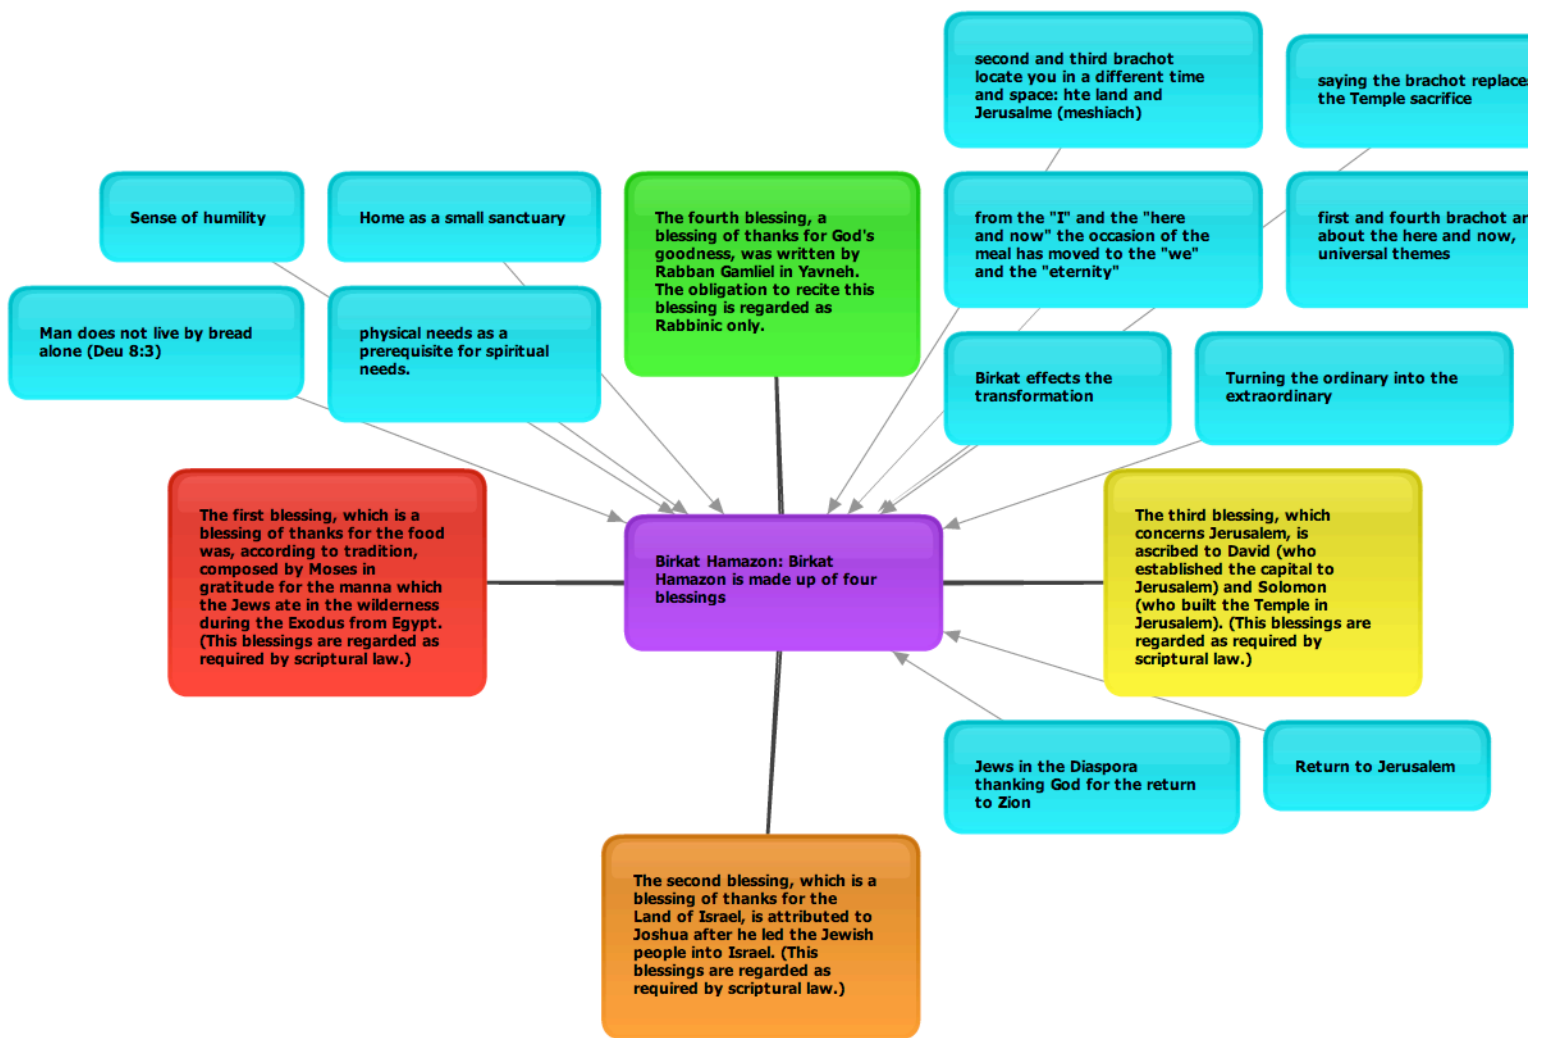 second and third brachot
locate you in a different time
and space: hte land and
Jerusalme (meshiach)
saying the brachot replace
the Temple sacrifice
Sense of humility
Home as a small sanctuary
The fourth blessing, a
blessing of thanks for God's
goodness, was written by
Rabban Gamliel in Yavneh.
The obligation to recite this
blessing is regarded as
Rabbinic only.
from the "I" and the "here
and now" the occasion of the
meal has moved to the "we"
and the "eternity"
first and fourth brachot
about the here and now,
universal themes
Man does not live by bread
alone (Deu 8:3)
physical needs as a
prerequisite for spiritual
needs.
Birkat effects the
transformation
Turning the ordinary into the
extraordinary
The first blessing, which is a
blessing of thanks for the food
was, according to tradition,
composed by Moses in
gratitude for the manna which
the Jews ate in the wilderness
during the Exodus from Egypt.
(This blessings are regarded as
required by scriptural law.)
Birkat Hamazon: Birkat
Hamazon is made up of four
blessings
The third blessing, which
concerns Jerusalem, is
ascribed to David (who
established the capital to
Jerusalem) and Solomon
(who built the Temple in
Jerusalem). (This blessings are
regarded as required by
scriptural law.)
Jews in the Diaspora
thanking God for the return
to Zion
Return to Jerusalem
The second blessing, which is a
blessing of thanks for the
Land of Israel, is attributed to
Joshua after he led the Jewish
people into Israel. (This
blessings are regarded as
required by scriptural law.)